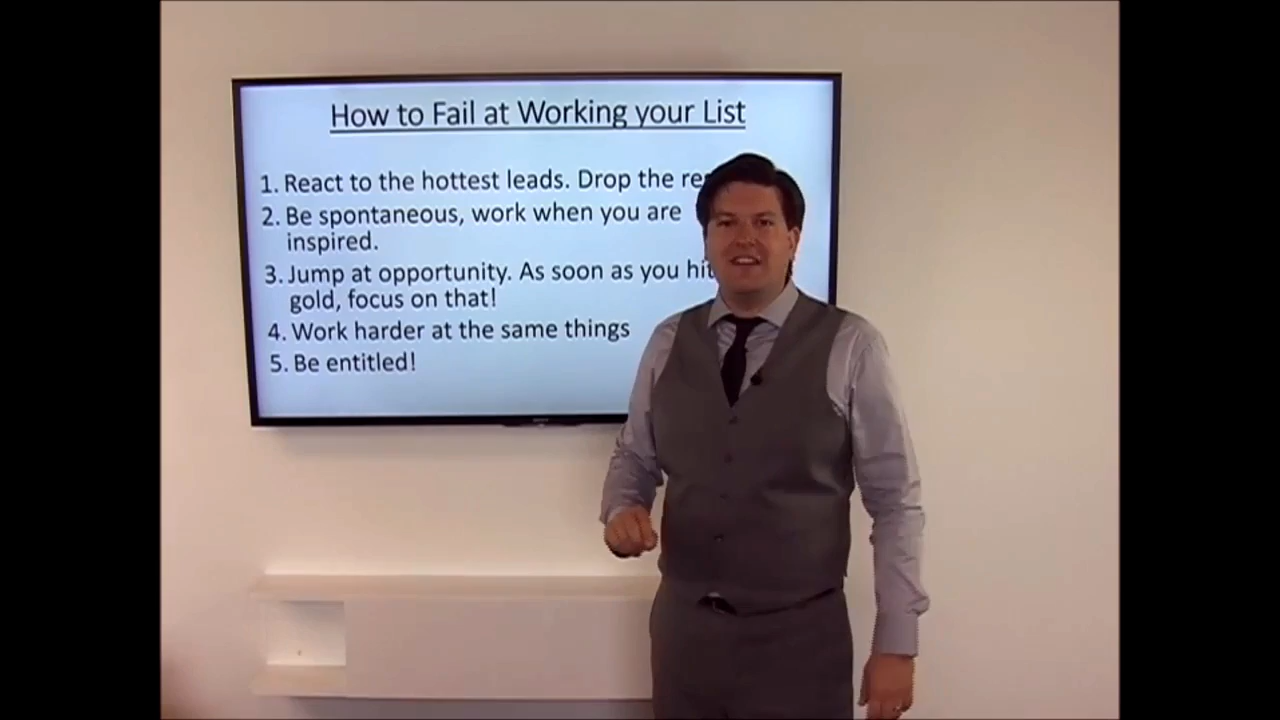 How to Fail at Working your List
1. React to the hottest leads. Drop the
2. Be spontaneous, work when you are
inspired.
3. Jump at opportunity. As soon as you hit
gold, focus on that!
4. Work harder at the same things
5. Be entitled!